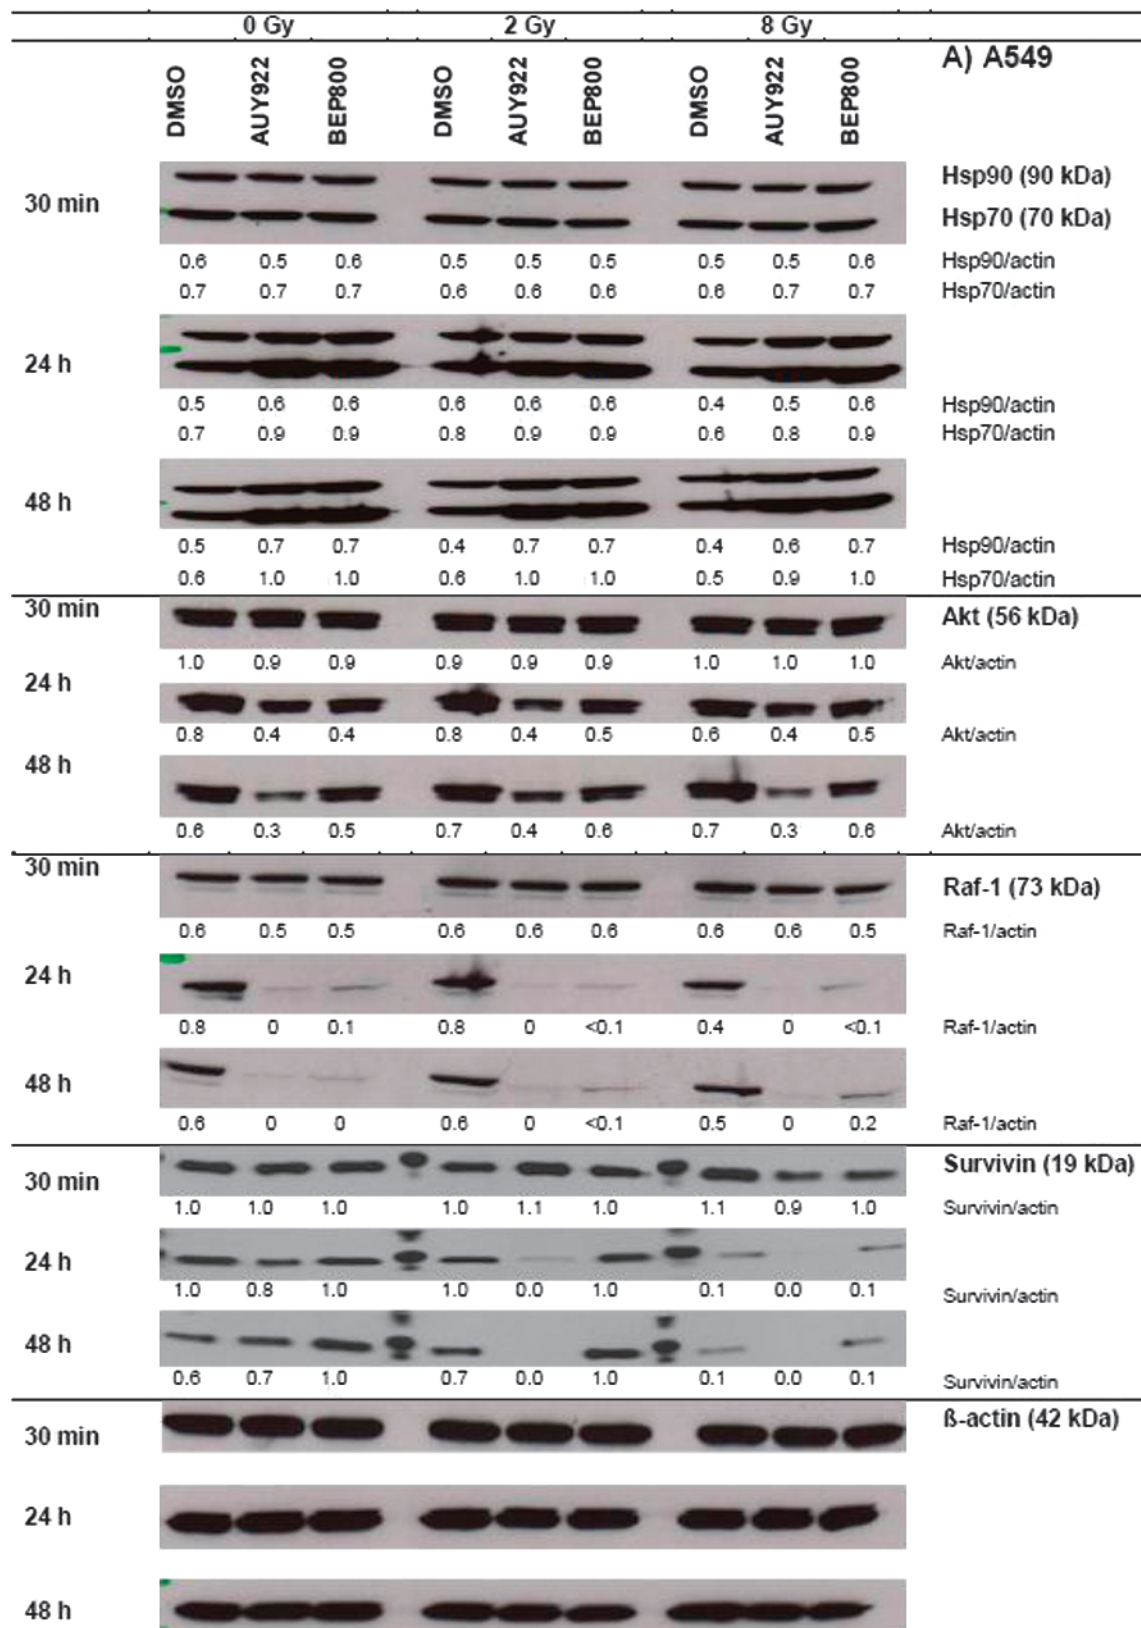 0 Gy 2 Gy 8 Gy
A) A549
DMSO AUY922 BEP800 DMSO AUY922 BEP800 DMSO AUY922 BEP800
Hsp90 (90 kDa)
30 min
Hsp70 (70 kDa)
0.6 0.5 0.6 0.5 0.5 0.5 0.5 0.5 0.6 Hsp90/actin
0.7 0.7 0.7 0.6 0.6 0.6 0.6 0.7 0.7 Hsp70/actin
24 h
0.5 0.6 0.6 0.6 0.6 0.6 0.4 0.5 0.6 Hsp90/actin
0.7 0.9 0.9 0.8 0.9 0.9 0.6 0.8 0.9 Hsp70/actin
48 h
0.5 0.7 0.7 0.4 0.7 0.7 0.4 0.6 0.7 Hsp90/actin
0.6 1.0 1.0 0.6 1.0 1.0 0.5 0.9 1.0 Hsp70/actin
30 min Akt (56 kDa)
1.0 0.9 0.9 0.9 0.9 0.9 1.0 1.0 1.0 Akt/actin
24 h
0.8 0.4 0.4 0.8 0.4 0.5 0.6 0.4 0.5 Akt/actin
48 h
0.6 0.3 0.5 0.7 0.4 0.6 0.7 0.3 0.6 Akt/actin
30 min Raf-1 (73 kDa)
0.6 0.5 0.5 0.6 0.6 0.6 0.6 0.6 0.5 Raf-1/actin
24 h
0.8 0 0.1 0.8 0 <0.1 0.4 0 <0.1 Raf-1/actin
48 h
0.6 0 0 0.6 0 <0.1 0.5 0 0.2 Raf-1/actin
30 min Survivin (19 kDa)
1.0 1.0 1.0 1.0 1.1 1.0 1.1 0.9 1.0 Survivin/actin
24 h
1.0 0.8 1.0 1.0 0.0 1.0 0.1 0.0 0.1 Survivin/actin
48 h
0.6 0.7 1.0 0.7 0.0 1.0 0.1 0.0 0.1 Survivin/actin
30 min ß-actin (42 kDa)
24 h
48 h